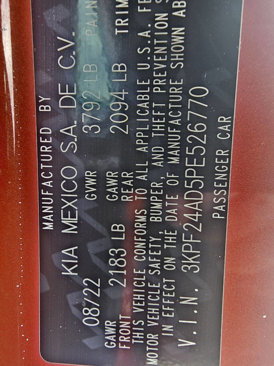 MANUFACTURED BY
KIA MEXICO S.A. DE C.V.
08/22 GVWR 3792 LB PAIN
GAWR FRONT 2183 LB GAWR REAR 2094 LB TRIM
THIS VEHICLE CONFORMS TO ALL APPLICABLE U.S.A. FE
MOTOR VEHICLE SAFETY, BUMPER, AND THEFT PREVENTION S
IN EFFECT ON THE DATE OF MANUFACTURE SHOWN AB
V.I.N. 3KPF24AD5PE526770
PASSENGER CAR